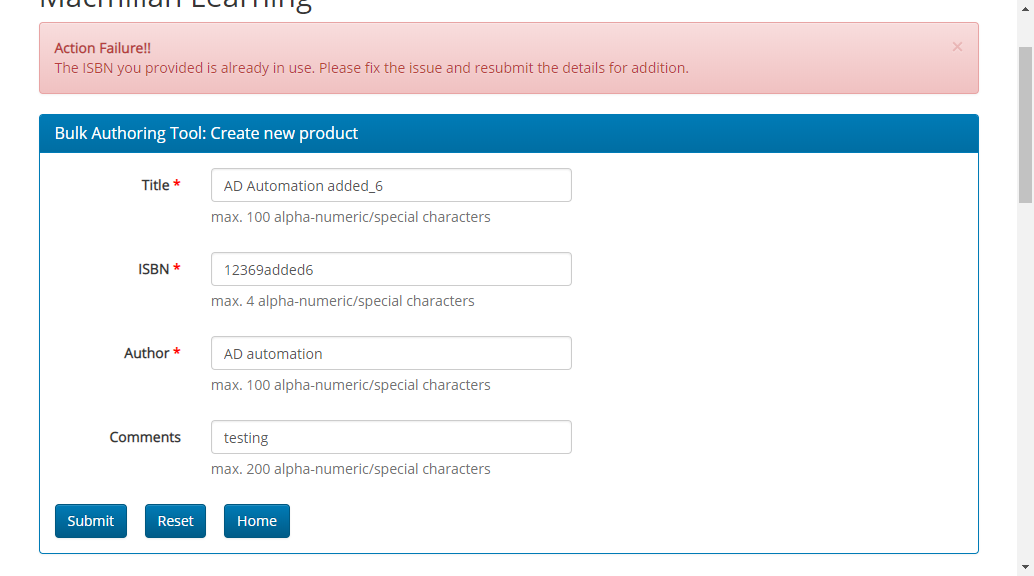 Macmillan Learning
Action Failure!!
×
The ISBN you provided is already in use. Please fix the issue and resubmit the details for addition.
Bulk Authoring Tool: Create new product
Title * AD Automation added_6
max. 100 alpha-numeric/special characters
ISBN * 12369added6
max. 4 alpha-numeric/special characters
Author * AD automation
max. 100 alpha-numeric/special characters
Comments testing
max. 200 alpha-numeric/special characters
Submit Reset Home